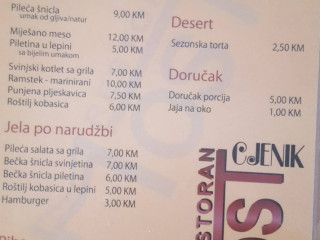 Pileća šnicla 9,00 KM
umak od gljiva/natur
Miješano meso 12,00 KM
Piletina u lepini 5,00 KM
sa bijelim umakom
Svinjski kotlet sa grila 7,00 KM
Ramstek - marinirani 10,00 KM
Punjena pljeskavica 7,50 KM
Roštilj kobasica 6,00 KM
Jela po narudžbi
Pileća salata sa grila 7,00 KM
Bečka šnicla svinjetina 7,00 KM
Bečka šnicla piletina 6,00 KM
Roštilj kobasica u lepini 5,00 KM
Hamburger 3,00 KM
Desert
Sezonska torta 2,50 KM
Doručak
Doručak porcija 5,00 KM
Jaja na oko 1,00 KM
CJENIK